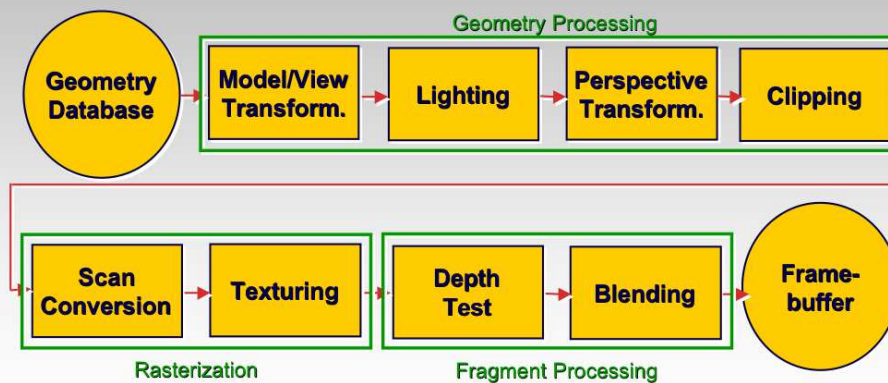 Geometry Processing
Geometry
Database
Model/View
Transform.
Lighting
Perspective
Transform.
Clipping
Scan
Conversion
Texturing
Depth
Test
Blending
Frame-
buffer
Rasterization
Fragment Processing